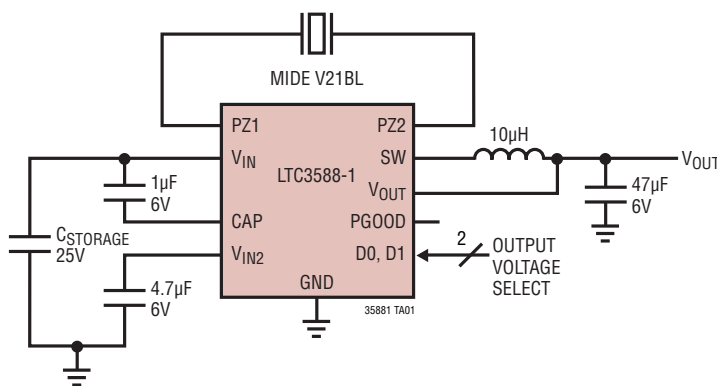 MIDE V21BL
PZ1
PZ2
VIN
SW
10µH
VOUT
LTC3588-1
1µF
6V
VOUT
47µF
6V
CAP
PGOOD
CSTORAGE
25V
VIN2
D0, D1
2
OUTPUT
VOLTAGE
SELECT
4.7µF
6V
GND
35881 TA01